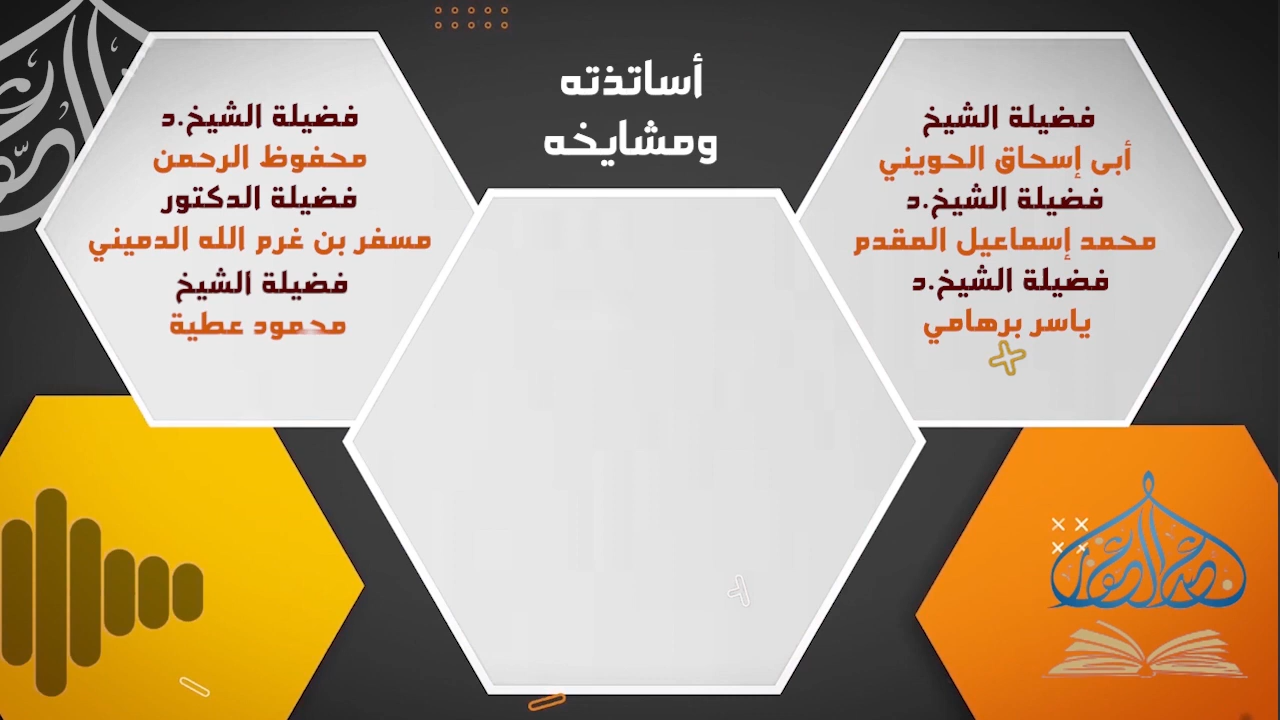 أساتذته
ومشايخه
فضيلة الشيخ
أبى إسحاق الحويني
فضيلة الشيخ.د
محمد إسماعيل المقدم
فضيلة الشيخ.د
ياسر برهامي
فضيلة الشيخ.د
محفوظ الرحمن
فضيلة الدكتور
مسفر بن غرم الله الدميني
فضيلة الشيخ
محمود عطية